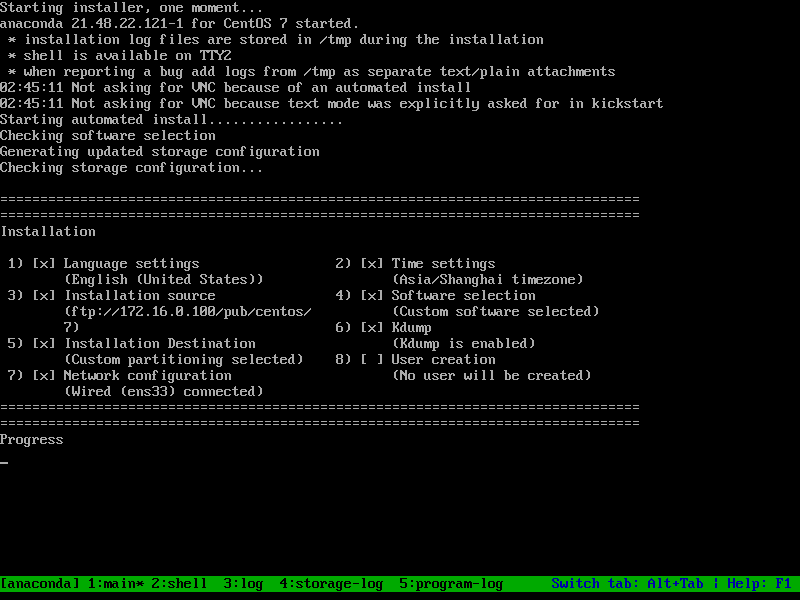 Starting installer, one moment...
anaconda 21.48.22.121-1 for CentOS 7 started.
 * installation log files are stored in /tmp during the installation
 * shell is available on TTY2
 * when reporting a bug add logs from /tmp as separate text/plain attachments
02:45:11 Not asking for VNC because of an automated install
02:45:11 Not asking for VNC because text mode was explicitly asked for in kickstart
Starting automated install.................
Checking software selection
Generating updated storage configuration
Checking storage configuration...
================================================================================
================================================================================
Installation
 1) [x] Language settings                 2) [x] Time settings
        (English (United States))                (Asia/Shanghai timezone)
 3) [x] Installation source               4) [x] Software selection
        (ftp://172.16.0.100/pub/centos/          (Custom software selected)
        7)                                6) [x] Kdump
 5) [x] Installation Destination                 (Kdump is enabled)
        (Custom partitioning selected)    8) [ ] User creation
 7) [x] Network configuration                    (No user will be created)
        (Wired (ens33) connected)
================================================================================
================================================================================
Progress
_
[anaconda] 1:main* 2:shell  3:log  4:storage-log  5:program-log      Switch tab: Alt+Tab | Help: F1